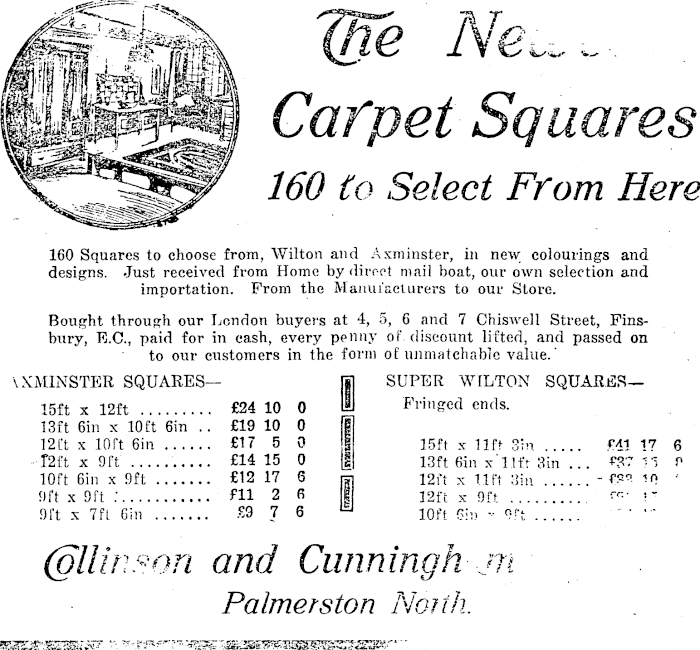 The
Carpet Squares
160 to Select From Here
160 Squares to choose from, Wilton and Axminster, in new colourings and
designs. Just received from Home by direct mail boat, our own selection and
importation. From the Manufacturers to our Store.
Bought through our London buyers at 4, 5, 6 and 7 Chiswell Street, Fins-
bury, E.C., paid for in cash, every penny of discount lifted, and passed on
to our customers in the form of unmatchable value.
AXMINSTER SQUARES—
15ft x 12ft ......... £24 10 0
13ft 6in x 10ft 6in .. £19 10 0
12ft x 10ft 6in ...... £17 5 0
12ft x 9ft .......... £14 15 0
10ft 6in x 9ft ....... £12 17 6
9ft x 9ft ............ £11 2 6
9ft x 7ft 6in ....... £9 7 6
SUPER WILTON SQUARES—
Fringed ends.
15ft x 11ft 3in ..... £41 17 6
13ft 6in x 11ft 3in ...
12ft x 11ft 3in ......
12ft x 9ft ..........
10ft 6in x 9ft ......
Collinson and
Palmerston North.